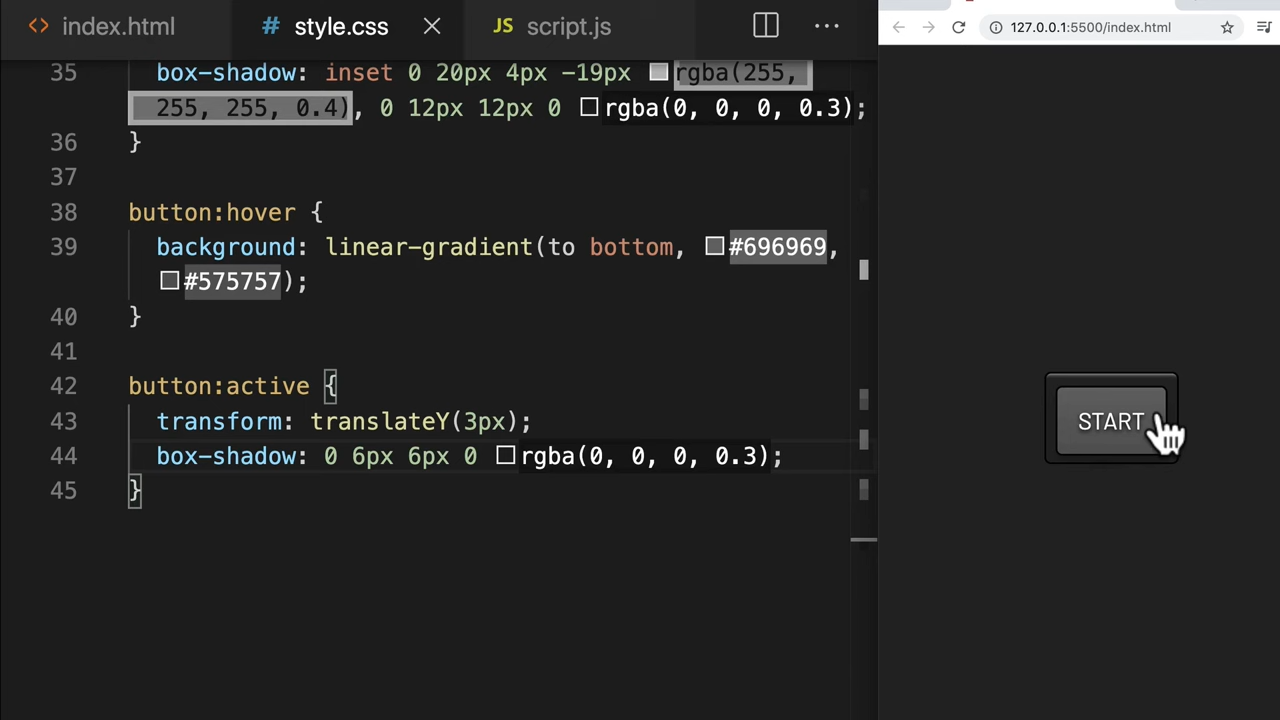 <> index.html
# style.css
JS script.js
127.0.0.1:5500/index.html
35 box-shadow: inset 0 20px 4px -19px rgba(255,
255, 255, 0.4), 0 12px 12px 0 rgba(0, 0, 0, 0.3);
36 }
37
38 button:hover {
39 background: linear-gradient(to bottom, #696969,
#575757);
40 }
41
42 button:active {
43 transform: translateY(3px);
44 box-shadow: 0 6px 6px 0 rgba(0, 0, 0, 0.3);
45 }
START